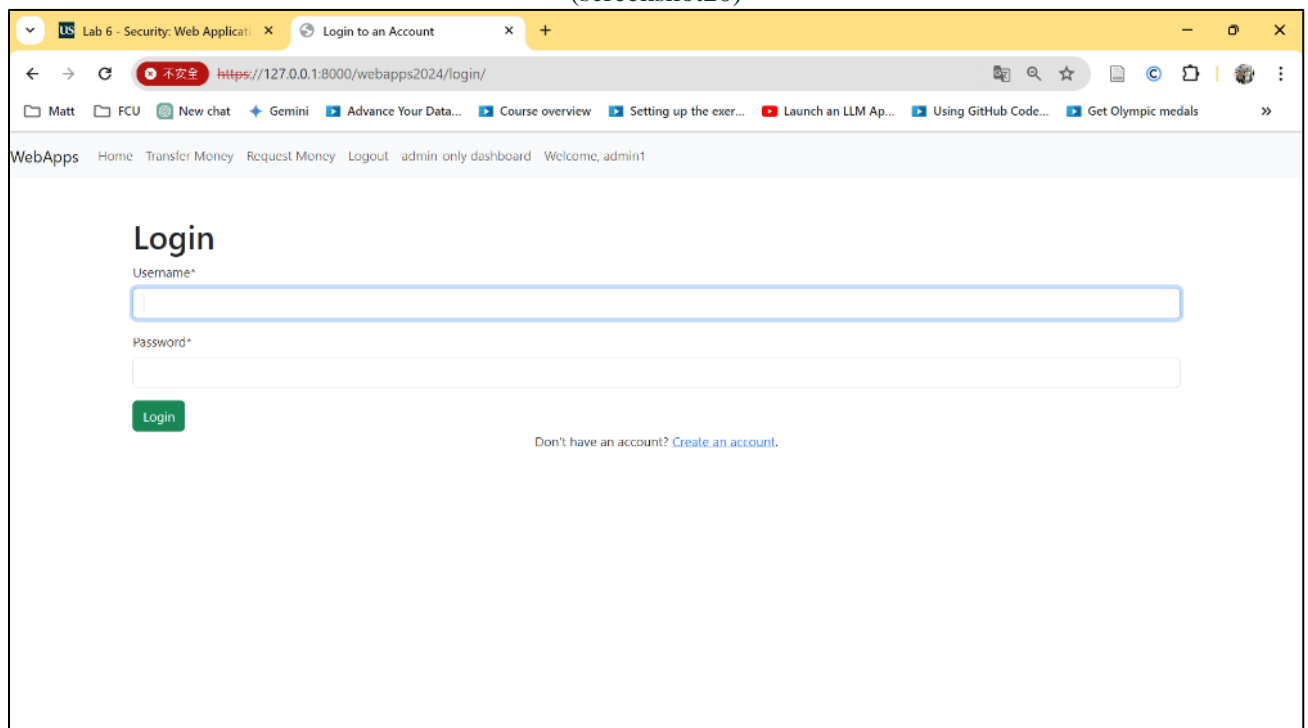 (screenshot20)
US Lab 6 - Security: Web Applicati
Login to an Account
不安全 https://127.0.0.1:8000/webapps2024/login/
Matt FCU New chat Gemini Advance Your Data... Course overview Setting up the exer... Launch an LLM Ap... Using GitHub Code... Get Olympic medals »
WebApps Home Transfer Money Request Money Logout admin only dashboard Welcome, admin1
Login
Username*
Password*
Login
Don't have an account? Create an account.